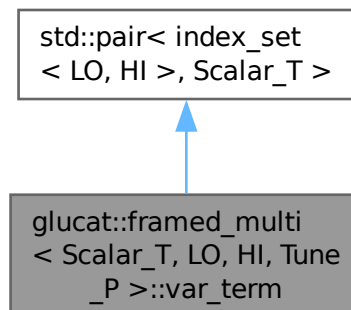 std::pair< index_set
< LO, HI >, Scalar_T >
glucat::framed_multi
< Scalar_T, LO, HI, Tune
_P >::var_term